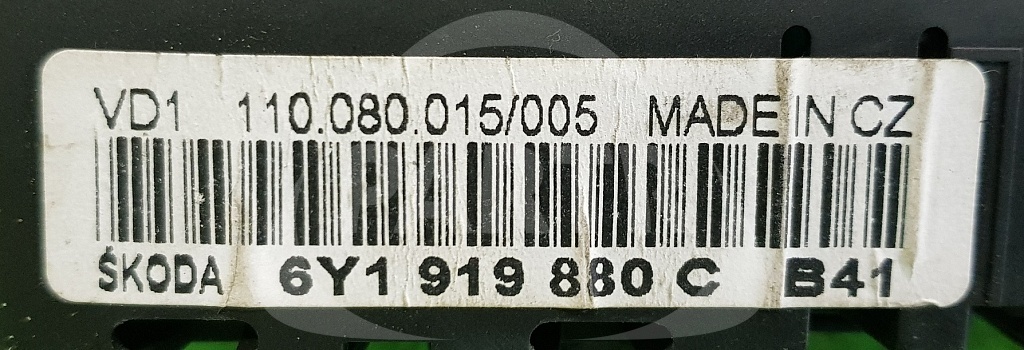 VD1 110.080.015/005 MADE IN CZ
ŠKODA 6Y1 919 880 C B41